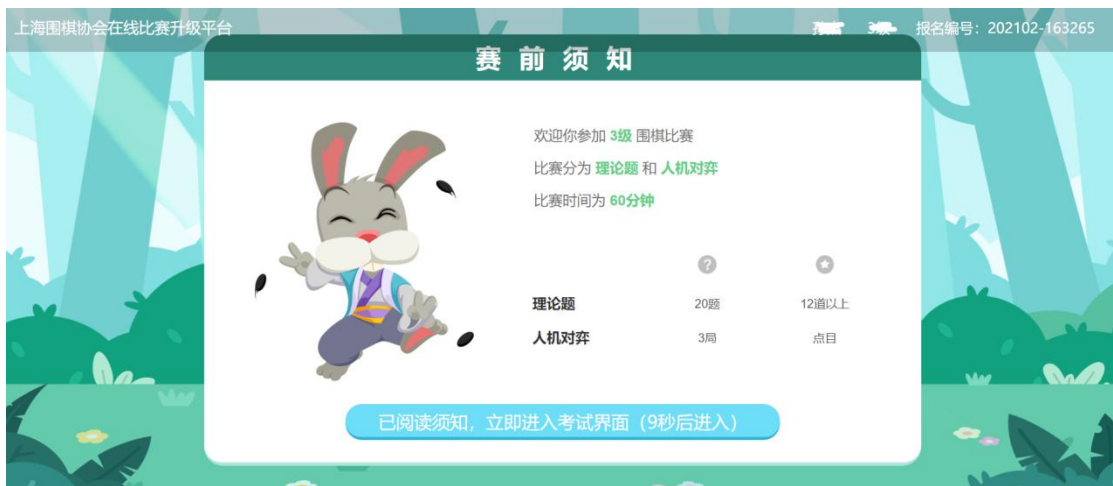 上海围棋协会在线比赛升级平台
报名编号：202102-163265
赛前须知
欢迎你参加 3级 围棋比赛
比赛分为 理论题 和 人机对弈
比赛时间为 60分钟
理论题 20题 12道以上
人机对弈 3局 点目
已阅读须知，立即进入考试界面（9秒后进入）